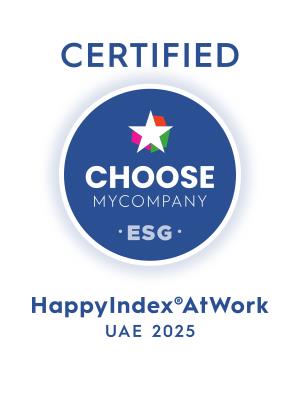 CERTIFIED
CHOOSE
MYCOMPANY
· ESG ·
HappyIndex®AtWork
UAE 2025